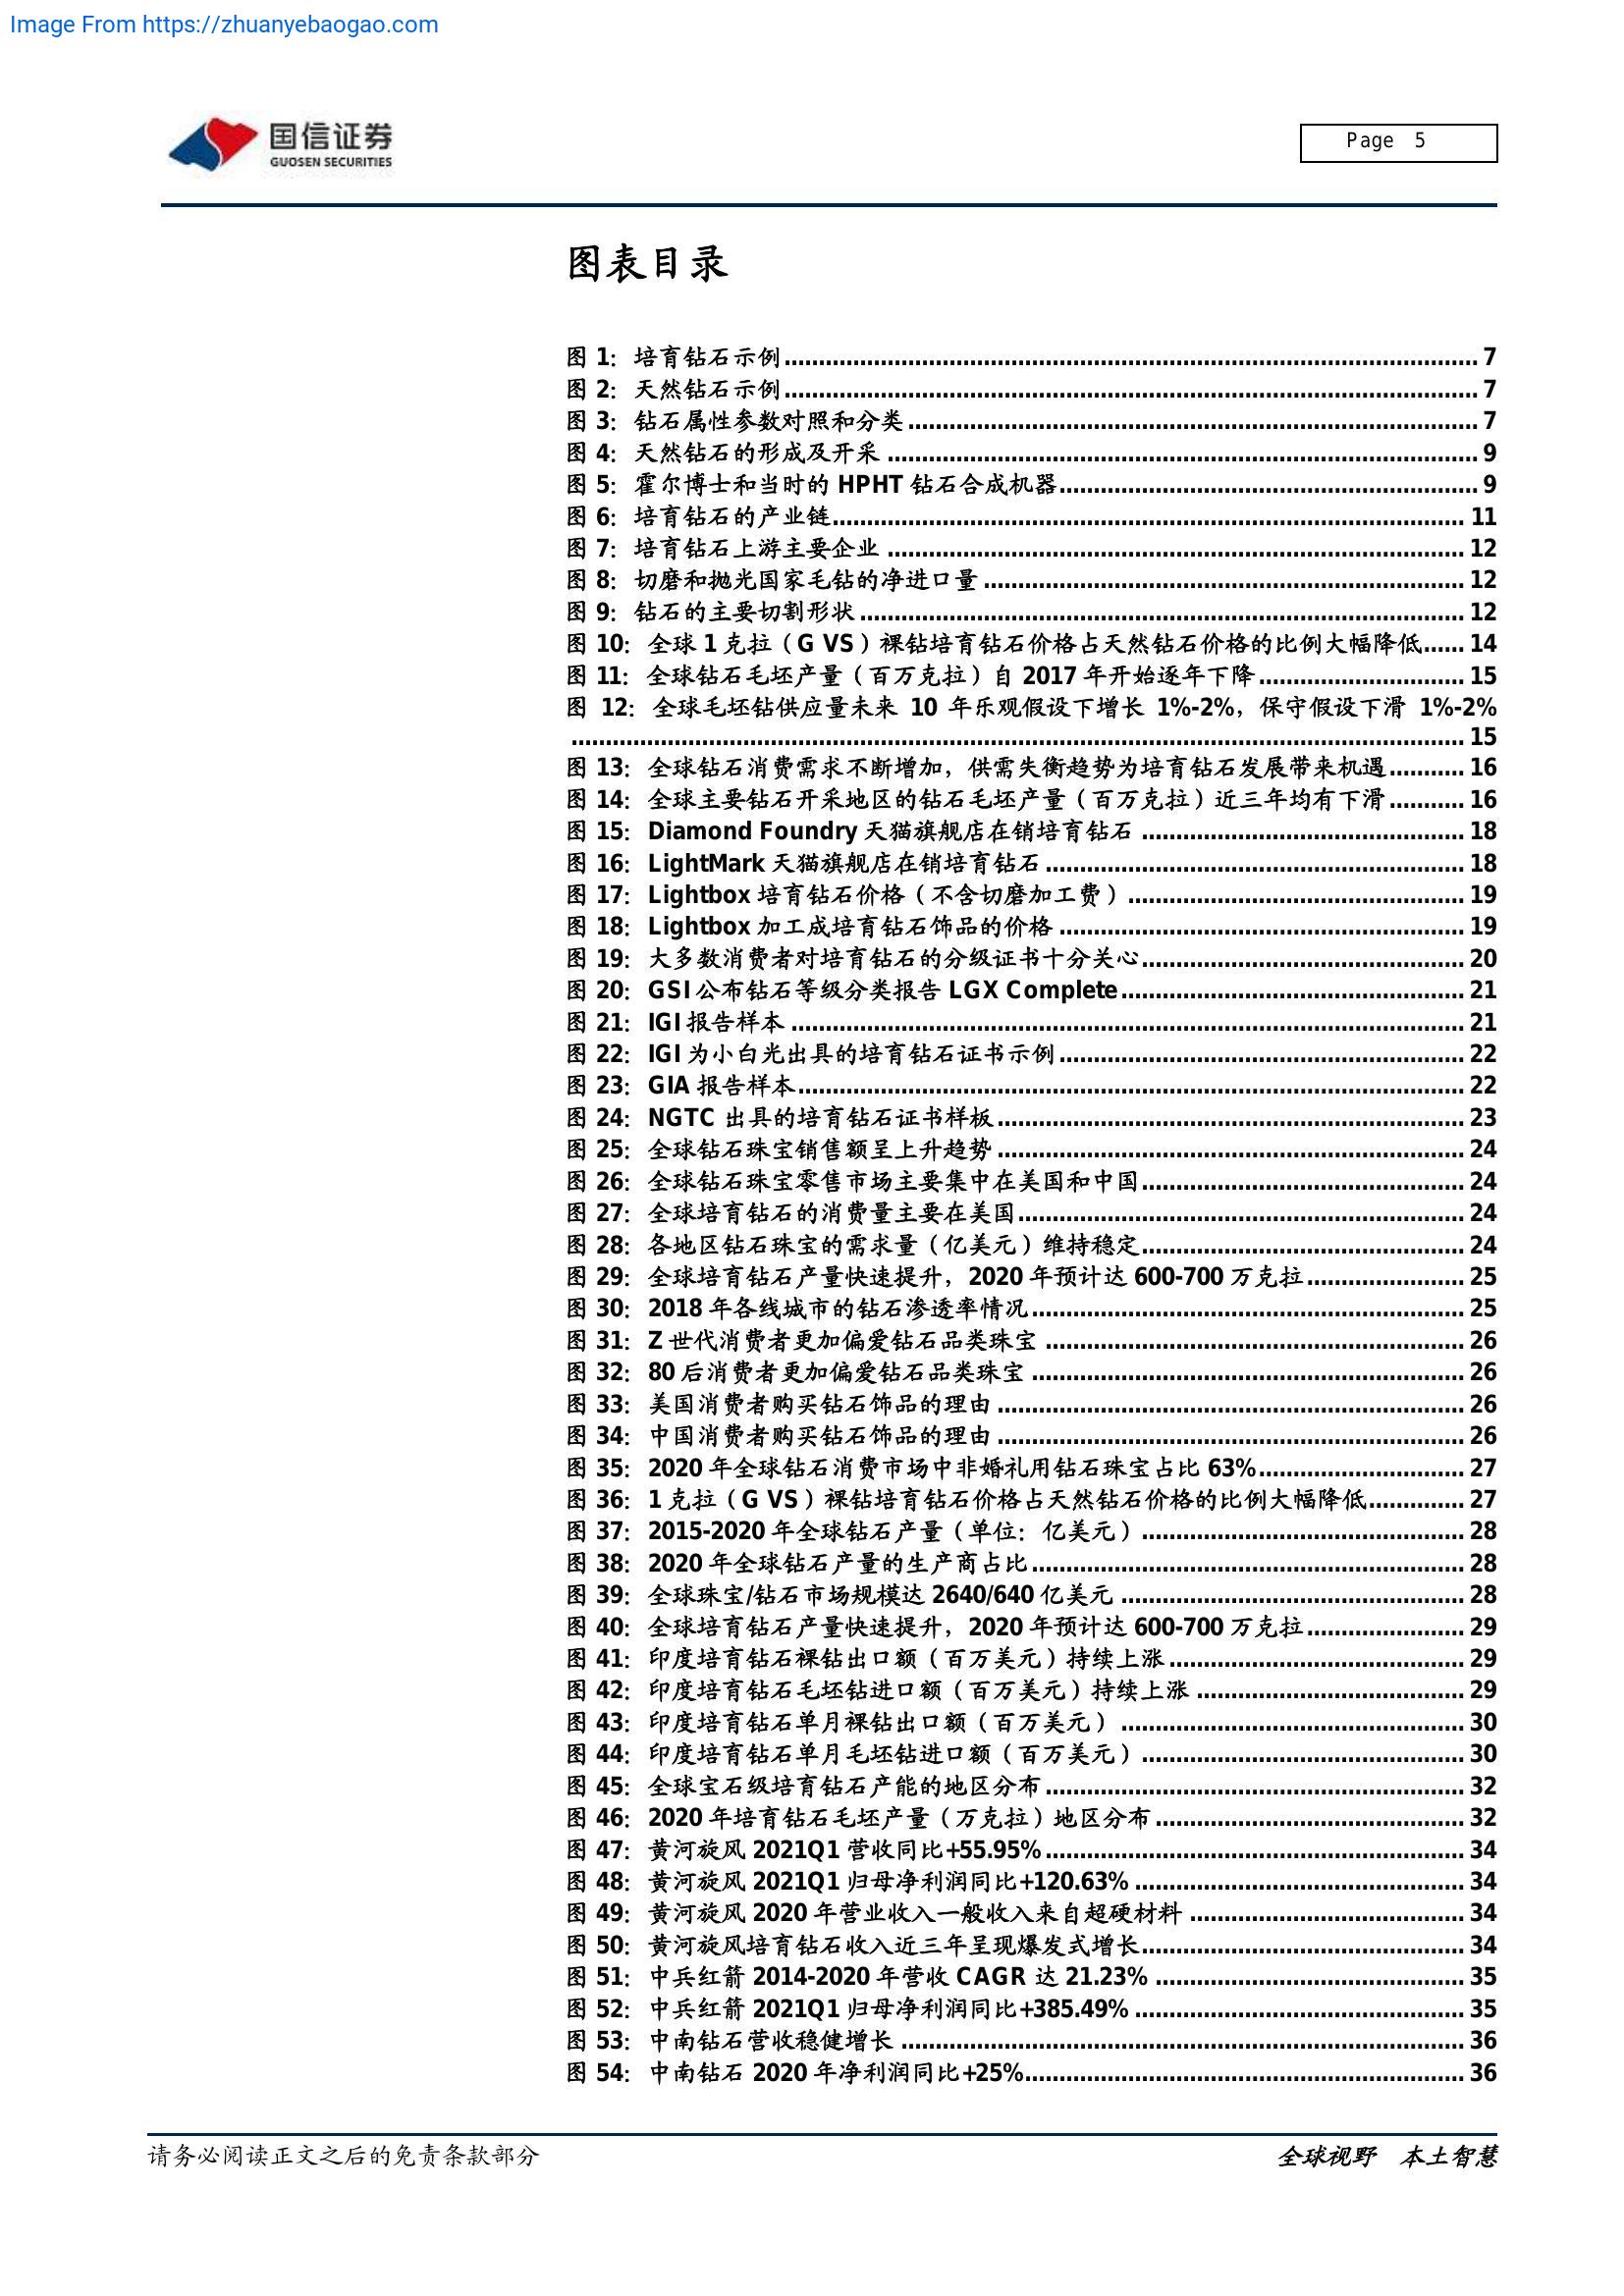 Image From https://zhuanyebaogao.com
国信证券
GUOSEN SECURITIES
Page 5
图表目录
图 1：培育钻石示例........ 7
图 2：天然钻石示例........ 7
图 3：钻石属性参数对照和分类........ 7
图 4：天然钻石的形成及开采........ 9
图 5：霍尔博士和当时的 HPHT 钻石合成机器........ 9
图 6：培育钻石的产业链........ 11
图 7：培育钻石上游主要企业........ 12
图 8：切磨和抛光国家毛钻的净进口量........ 12
图 9：钻石的主要切割形状........ 12
图 10：全球 1 克拉（G VS）裸钻培育钻石价格占天然钻石价格的比例大幅降低...... 14
图 11：全球钻石毛坯产量（百万克拉）自 2017 年开始逐年下降........ 15
图 12：全球毛坯钻供应量未来 10 年乐观假设下增长 1%-2%，保守假设下滑 1%-2%
........ 15
图 13：全球钻石消费需求不断增加，供需失衡趋势为培育钻石发展带来机遇........ 16
图 14：全球主要钻石开采地区的钻石毛坯产量（百万克拉）近三年均有下滑........ 16
图 15：Diamond Foundry 天猫旗舰店在销培育钻石........ 18
图 16：LightMark 天猫旗舰店在销培育钻石........ 18
图 17：Lightbox 培育钻石价格（不含切磨加工费）........ 19
图 18：Lightbox 加工成培育钻石饰品的价格........ 19
图 19：大多数消费者对培育钻石的分级证书十分关心........ 20
图 20：GSI 公布钻石等级分类报告 LGX Complete........ 21
图 21：IGI 报告样本........ 21
图 22：IGI 为小白光出具的培育钻石证书示例........ 22
图 23：GIA 报告样本........ 22
图 24：NGTC 出具的培育钻石证书样板........ 23
图 25：全球钻石珠宝销售额呈上升趋势........ 24
图 26：全球钻石珠宝零售市场主要集中在美国和中国........ 24
图 27：全球培育钻石的消费量主要在美国........ 24
图 28：各地区钻石珠宝的需求量（亿美元）维持稳定........ 24
图 29：全球培育钻石产量快速提升，2020 年预计达 600-700 万克拉........ 25
图 30：2018 年各线城市的钻石渗透率情况........ 25
图 31：Z 世代消费者更加偏爱钻石品类珠宝........ 26
图 32：80 后消费者更加偏爱钻石品类珠宝........ 26
图 33：美国消费者购买钻石饰品的理由........ 26
图 34：中国消费者购买钻石饰品的理由........ 26
图 35：2020 年全球钻石消费市场中非婚礼用钻石珠宝占比 63%........ 27
图 36：1 克拉（G VS）裸钻培育钻石价格占天然钻石价格的比例大幅降低........ 27
图 37：2015-2020 年全球钻石产量（单位：亿美元）........ 28
图 38：2020 年全球钻石产量的生产商占比........ 28
图 39：全球珠宝/钻石市场规模达 2640/640 亿美元........ 28
图 40：全球培育钻石产量快速提升，2020 年预计达 600-700 万克拉........ 29
图 41：印度培育钻石裸钻出口额（百万美元）持续上涨........ 29
图 42：印度培育钻石毛坯钻进口额（百万美元）持续上涨........ 29
图 43：印度培育钻石单月裸钻出口额（百万美元）........ 30
图 44：印度培育钻石单月毛坯钻进口额（百万美元）........ 30
图 45：全球宝石级培育钻石产能的地区分布........ 32
图 46：2020 年培育钻石毛坯产量（万克拉）地区分布........ 32
图 47：黄河旋风 2021Q1 营收同比+55.95%........ 34
图 48：黄河旋风 2021Q1 归母净利润同比+120.63%........ 34
图 49：黄河旋风 2020 年营业收入一般收入来自超硬材料........ 34
图 50：黄河旋风培育钻石收入近三年呈现爆发式增长........ 34
图 51：中兵红箭 2014-2020 年营收 CAGR 达 21.23%........ 35
图 52：中兵红箭 2021Q1 归母净利润同比+385.49%........ 35
图 53：中南钻石营收稳健增长........ 36
图 54：中南钻石 2020 年净利润同比+25%........ 36
请务必阅读正文之后的免责条款部分
全球视野 本土智慧